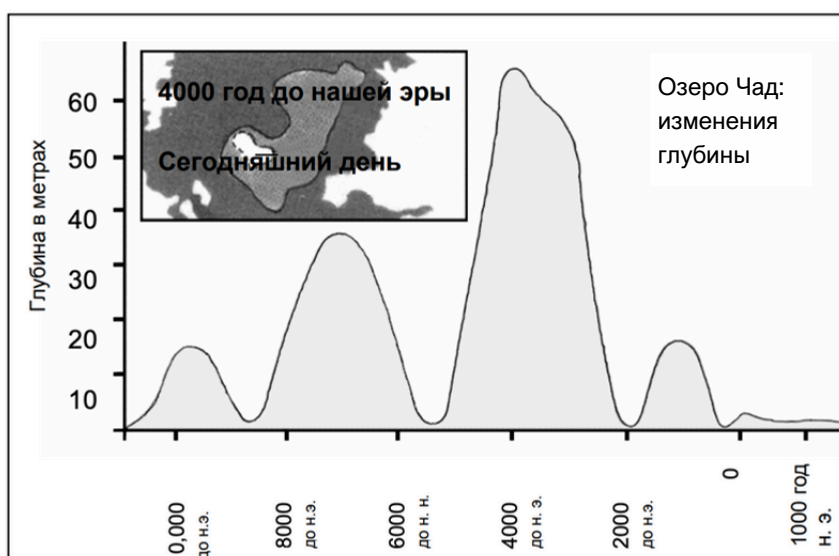 4000 год до нашей эры
Сегодняшний день
Озеро Чад:
изменения
глубины
Глубина в метрах
60
50
40
30
20
10
0,000
до н.э.
8000
до н.э.
6000
до н. н.
4000
до н. э.
2000
до н.э.
0
1000 год
н. э.